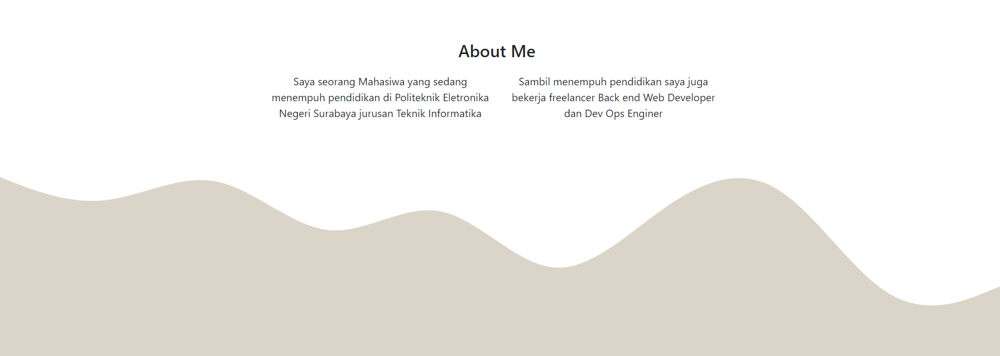 About Me
Saya seorang Mahasiwa yang sedang
menempuh pendidikan di Politeknik Eletronika
Negeri Surabaya jurusan Teknik Informatika
Sambil menempuh pendidikan saya juga
bekerja freelancer Back end Web Developer
dan Dev Ops Enginer